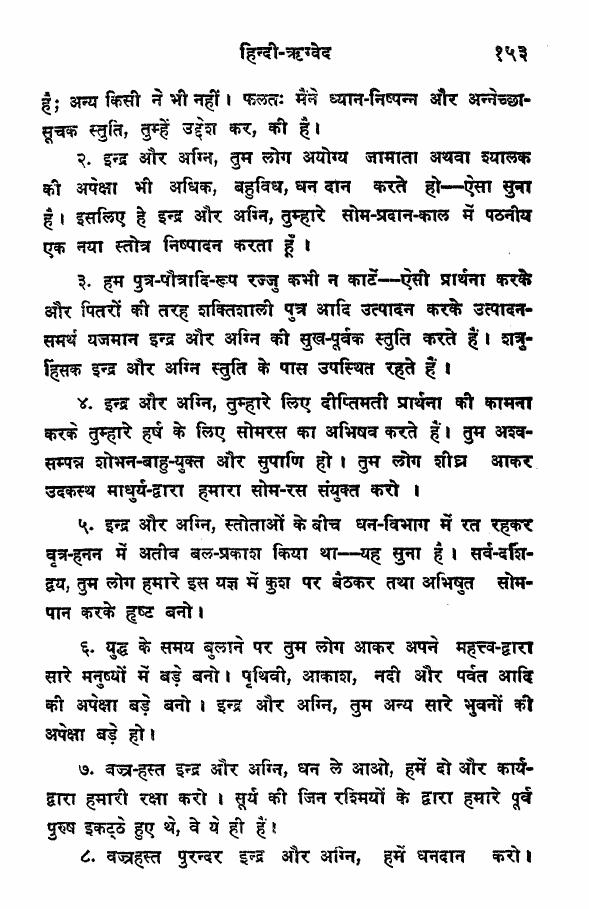 हिन्दी-ऋग्वेद १५३
है; अन्य किसी ने भी नहीं। फलतः मैंने ध्यान-निष्पन्न और अन्नेच्छा-
सूचक स्तुति, तुम्हें उद्देश कर, की है।
२. इन्द्र और अग्नि, तुम लोग अयोग्य जामाता अथवा श्यालक
की अपेक्षा भी अधिक, बहुविध, धन दान करते हो—ऐसा सुना
है। इसलिए हे इन्द्र और अग्नि, तुम्हारे सोम-प्रदान-काल में पठनीय
एक नया स्तोत्र निष्पादन करता हूँ।
३. हम पुत्र-पौत्रादि-रूप रज्जु कभी न काटें—ऐसी प्रार्थना करके
और पितरों की तरह शक्तिशाली पुत्र आदि उत्पादन करके उत्पादन-
समर्थ यजमान इन्द्र और अग्नि की सुख-पूर्वक स्तुति करते हैं। शत्रु-
हिंसक इन्द्र और अग्नि स्तुति के पास उपस्थित रहते हैं।
४. इन्द्र और अग्नि, तुम्हारे लिए दीप्तिमती प्रार्थना की कामना
करके तुम्हारे हर्ष के लिए सोमरस का अभिषव करते हैं। तुम अश्व-
सम्पन्न शोभन-बाहु-युक्त और सुपाणि हो। तुम लोग शीघ्र आकर
उदकस्थ माधुर्य-द्वारा हमारा सोम-रस संयुक्त करो।
५. इन्द्र और अग्नि, स्तोताओं के बीच धन-विभाग में रत रहकर
वृत्र-हनन में अतीव बल-प्रकाश किया था—यह सुना है। सर्व-दर्शि-
द्वय, तुम लोग हमारे इस यज्ञ में कुश पर बैठकर तथा अभिषुत सोम-
पान करके हृष्ट बनो।
६. युद्ध के समय बुलाने पर तुम लोग आकर अपने महत्त्व-द्वारा
सारे मनुष्यों में बड़े बनो। पृथिवी, आकाश, नदी और पर्वत आदि
की अपेक्षा बड़े बनो। इन्द्र और अग्नि, तुम अन्य सारे भुवनों की
अपेक्षा बड़े हो।
७. वज्र-हस्त इन्द्र और अग्नि, धन ले आओ, हमें दो और कार्य-
द्वारा हमारी रक्षा करो। सूर्य की जिन रश्मियों के द्वारा हमारे पूर्व
पुरुष इकट्ठे हुए थे, वे ये ही हैं।
८. वज्रहस्त पुरन्दर इन्द्र और अग्नि, हमें धनदान करो।